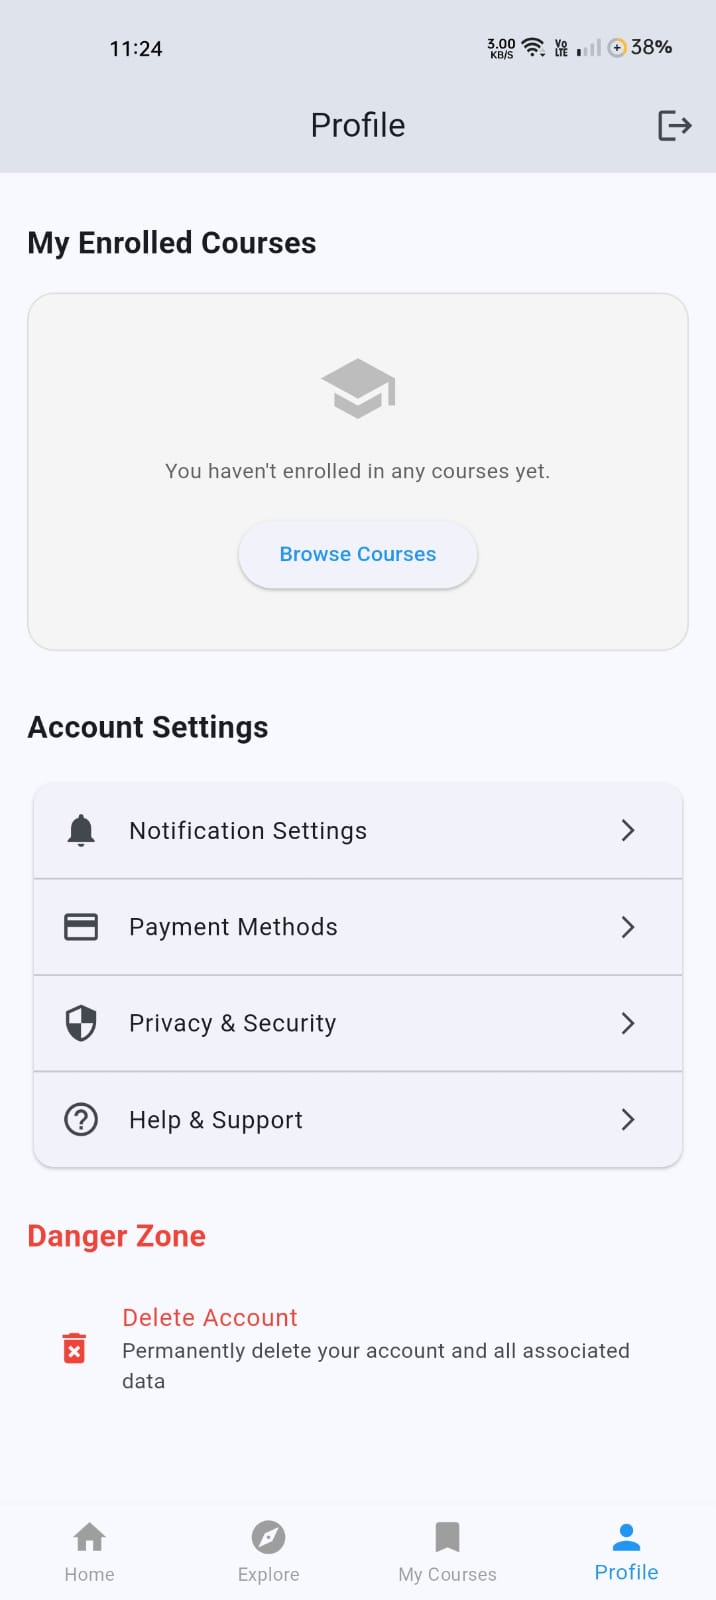 11:24
3.00
KB/S
Vo
LTE
38%
Profile
My Enrolled Courses
You haven't enrolled in any courses yet.
Browse Courses
Account Settings
Notification Settings
Payment Methods
Privacy & Security
Help & Support
Danger Zone
Delete Account
Permanently delete your account and all associated
data
Home
Explore
My Courses
Profile